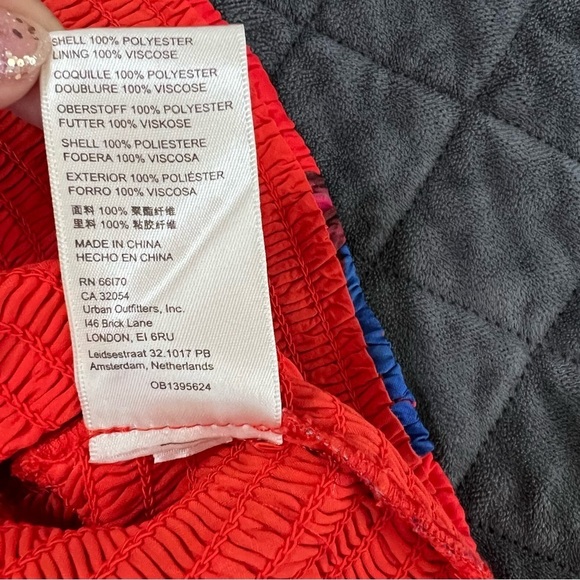 SHELL 100% POLYESTER
LINING 100% VISCOSE
COQUILLE 100% POLYESTER
DOUBLURE 100% VISCOSE
OBERSTOFF 100% POLYESTER
FUTTER 100% VISKOSE
SHELL 100% POLIESTERE
FODERA 100% VISCOSA
EXTERIOR 100% POLIÉSTER
FORRO 100% VISCOSA
面料 100% 聚酯纤维
里料 100% 粘胶纤维
MADE IN CHINA
HECHO EN CHINA
RN 66170
CA 32054
Urban Outfitters, Inc.
146 Brick Lane
LONDON, E1 6RU
Leidsestraat 32.1017 PB
Amsterdam, Netherlands
OB1395624